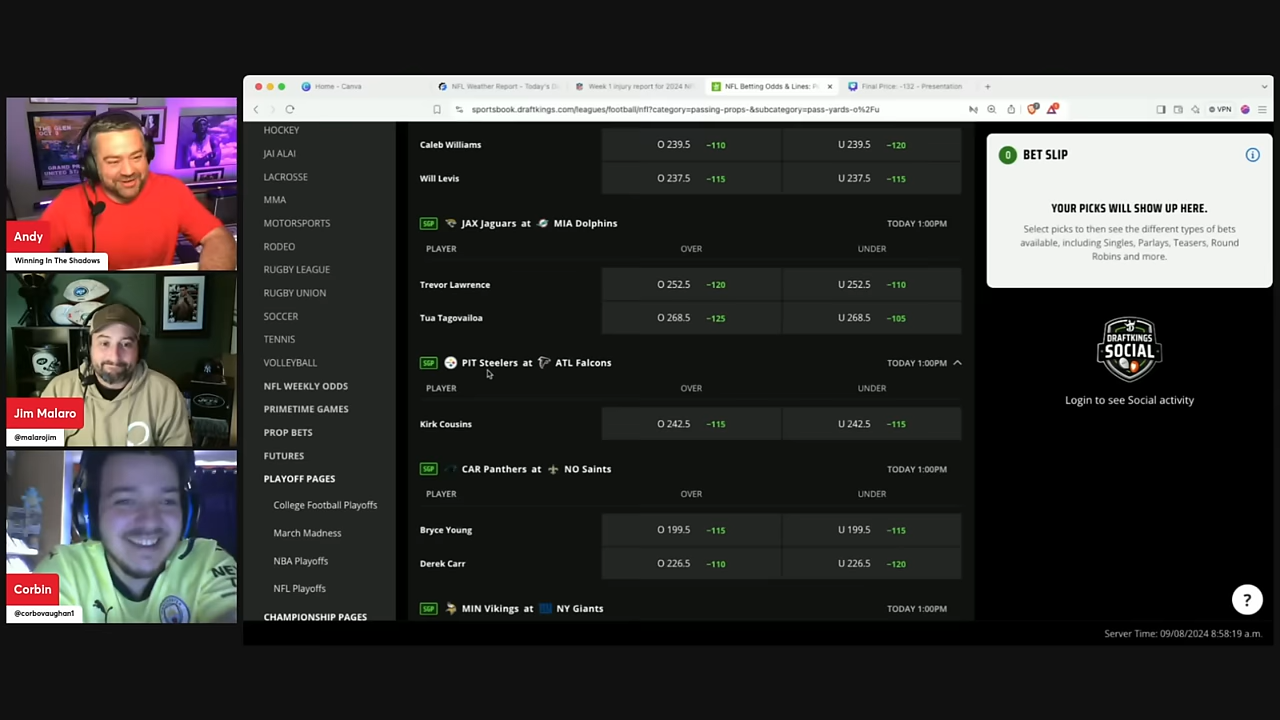 Home - Canva
NFL Weather Report - Today's D
Week 1 injury report for 2024 NF
NFL Betting Odds & Lines: P
Final Price: -132 - Presentation
sportsbook.draftkings.com/leagues/football/nfl?category=passing-props-&subcategory=pass-yards-o%2Fu
VPN
HOCKEY
JAI ALAI
LACROSSE
MMA
MOTORSPORTS
RODEO
RUGBY LEAGUE
RUGBY UNION
SOCCER
TENNIS
VOLLEYBALL
NFL WEEKLY ODDS
PRIMETIME GAMES
PROP BETS
FUTURES
PLAYOFF PAGES
College Football Playoffs
March Madness
NBA Playoffs
NFL Playoffs
CHAMPIONSHIP PAGES
Caleb Williams O 239.5 -110 U 239.5 -120
Will Levis O 237.5 -115 U 237.5 -115
SGP JAX Jaguars at MIA Dolphins TODAY 1:00PM
PLAYER OVER UNDER
Trevor Lawrence O 252.5 -120 U 252.5 -110
Tua Tagovailoa O 268.5 -125 U 268.5 -105
SGP PIT Steelers at ATL Falcons TODAY 1:00PM
PLAYER OVER UNDER
Kirk Cousins O 242.5 -115 U 242.5 -115
SGP CAR Panthers at NO Saints TODAY 1:00PM
PLAYER OVER UNDER
Bryce Young O 199.5 -115 U 199.5 -115
Derek Carr O 226.5 -110 U 226.5 -120
SGP MIN Vikings at NY Giants TODAY 1:00PM
0 BET SLIP
YOUR PICKS WILL SHOW UP HERE.
Select picks to then see the different types of bets
available, including Singles, Parlays, Teasers, Round
Robins and more.
DRAFTKINGS
SOCIAL
Login to see Social activity
?
Server Time: 09/08/2024 8:58:19 a.m.
THE GLEN
GRAND PR
UNITED ST
Andy
Winning In The Shadows
JETS
Jim Malaro
@malarojim
Corbin
@corbovaughan1